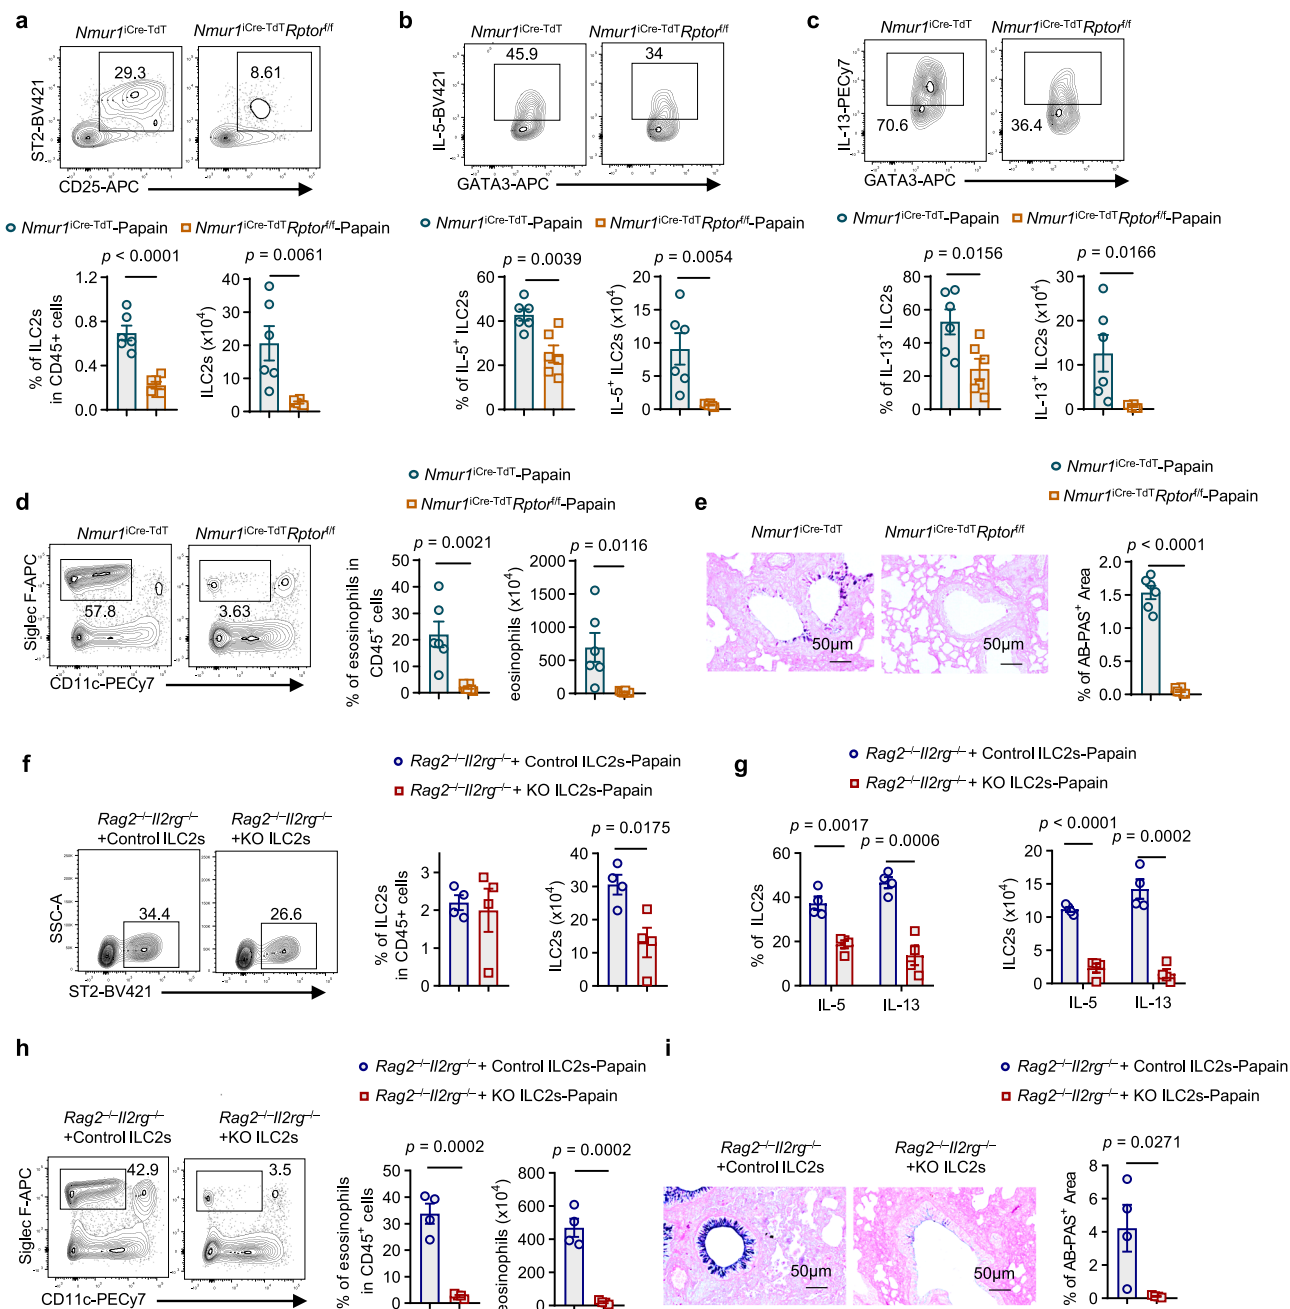 a
Nmur1iCre-TdT
Nmur1iCre-TdTRptorf/f
29.3
8.61
ST2-BV421
CD25-APC
Nmur1iCre-TdT-Papain
Nmur1iCre-TdTRptorf/f-Papain
p < 0.0001
p = 0.0061
% of ILC2s
in CD45+ cells
1.2
0.6
0.0
ILC2s (x10⁴)
40
30
20
10
0
b
Nmur1iCre-TdT
Nmur1iCre-TdTRptorf/f
45.9
34
IL-5-BV421
GATA3-APC
Nmur1iCre-TdT-Papain
Nmur1iCre-TdTRptorf/f-Papain
p = 0.0039
p = 0.0054
% of IL-5⁺ ILC2s
60
40
20
0
IL-5⁺ ILC2s (x10⁴)
20
15
10
5
0
c
Nmur1iCre-TdT
Nmur1iCre-TdTRptorf/f
70.6
36.4
IL-13-PECy7
GATA3-APC
Nmur1iCre-TdT-Papain
Nmur1iCre-TdTRptorf/f-Papain
p = 0.0156
p = 0.0166
% of IL-13⁺ ILC2s
80
60
40
20
0
IL-13⁺ ILC2s (x10⁴)
30
20
10
0
d
Nmur1iCre-TdT
Nmur1iCre-TdTRptorf/f
57.8
3.63
Siglec F-APC
CD11c-PECy7
Nmur1iCre-TdT-Papain
Nmur1iCre-TdTRptorf/f-Papain
p = 0.0021
p = 0.0116
% of esosinophils in
CD45⁺ cells
50
40
30
20
10
0
eosinophils (x10⁴)
2000
1500
1000
500
0
e
Nmur1iCre-TdT
Nmur1iCre-TdTRptorf/f
50μm
50μm
Nmur1iCre-TdT-Papain
Nmur1iCre-TdTRptorf/f-Papain
p < 0.0001
% of AB-PAS⁺ Area
2.0
1.5
1.0
0.5
0.0
f
Rag2–/–Il2rg–/–
+Control ILC2s
Rag2–/–Il2rg–/–
+KO ILC2s
34.4
26.6
SSC-A
250K
200K
150K
100K
50K
0
ST2-BV421
Rag2–/–Il2rg–/–+ Control ILC2s-Papain
Rag2–/–Il2rg–/–+ KO ILC2s-Papain
p = 0.0175
% of ILC2s
in CD45+ cells
3
2
1
0
ILC2s (x10⁴)
40
30
20
10
0
g
Rag2–/–Il2rg–/–+ Control ILC2s-Papain
Rag2–/–Il2rg–/–+ KO ILC2s-Papain
p = 0.0017
p = 0.0006
% of ILC2s
60
40
20
0
IL-5
IL-13
p < 0.0001
p = 0.0002
ILC2s (x10⁴)
20
15
10
5
0
IL-5
IL-13
h
Rag2–/–Il2rg–/–
+Control ILC2s
Rag2–/–Il2rg–/–
+KO ILC2s
42.9
3.5
Siglec F-APC
CD11c-PECy7
Rag2–/–Il2rg–/–+ Control ILC2s-Papain
Rag2–/–Il2rg–/–+ KO ILC2s-Papain
p = 0.0002
p = 0.0002
% of esosinophils
in CD45⁺ cells
50
40
30
20
10
0
eosinophils (x10⁴)
800
600
400
200
0
i
Rag2–/–Il2rg–/–
+Control ILC2s
Rag2–/–Il2rg–/–
+KO ILC2s
50μm
50μm
Rag2–/–Il2rg–/–+ Control ILC2s-Papain
Rag2–/–Il2rg–/–+ KO ILC2s-Papain
p = 0.0271
% of AB-PAS⁺ Area
8
6
4
2
0